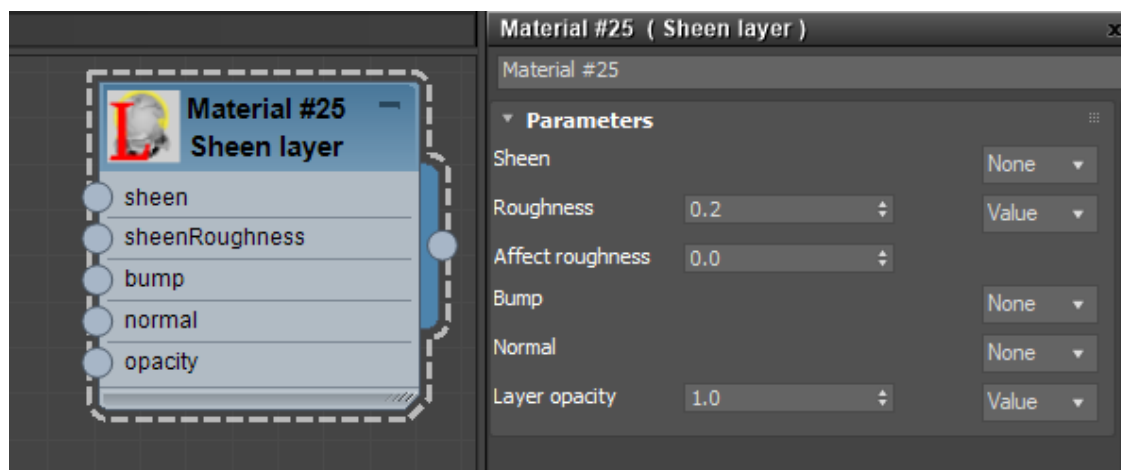 Material #25
Sheen layer
sheen
sheenRoughness
bump
normal
opacity
Material #25 ( Sheen layer ) x
Material #25
Parameters
Sheen None
Roughness 0.2 Value
Affect roughness 0.0
Bump None
Normal None
Layer opacity 1.0 Value